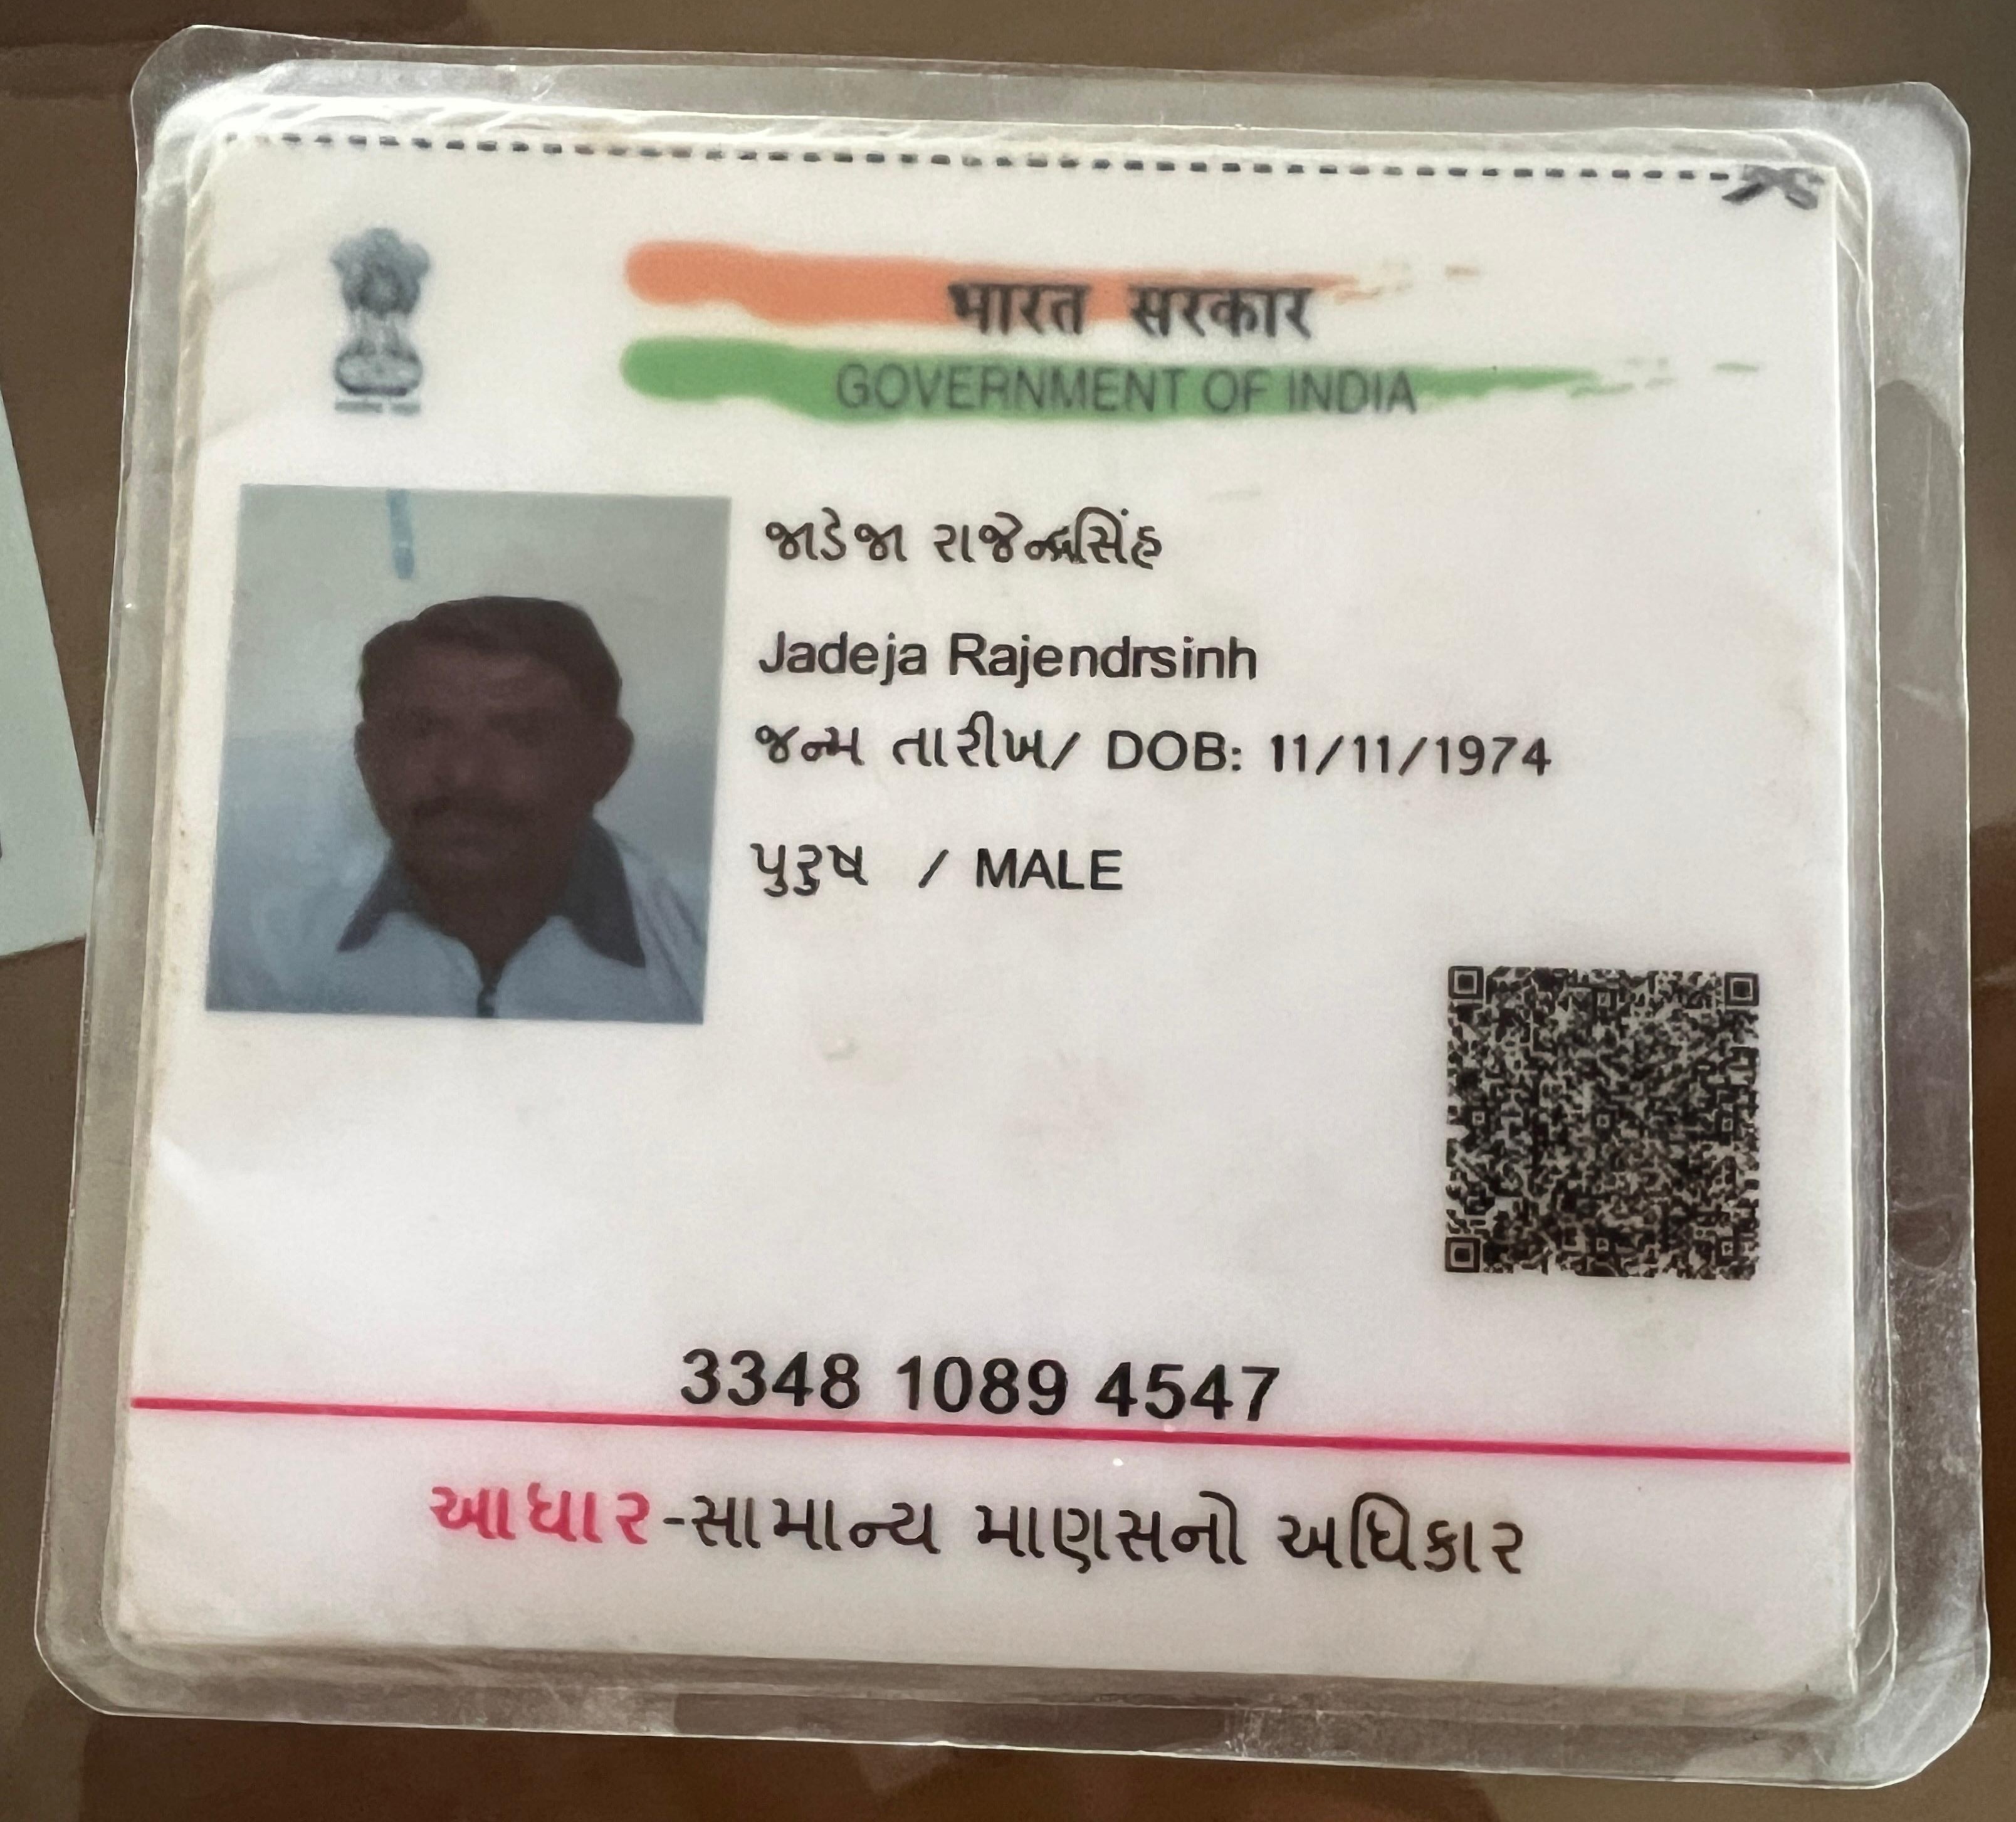 भारत सरकार
GOVERNMENT OF INDIA
જાડેજા રાજેન્દ્રસિંહ
Jadeja Rajendrsinh
જન્મ તારીખ/ DOB: 11/11/1974
પુરુષ / MALE
3348 1089 4547
આધાર-સામાન્ય માણસનો અધિકાર